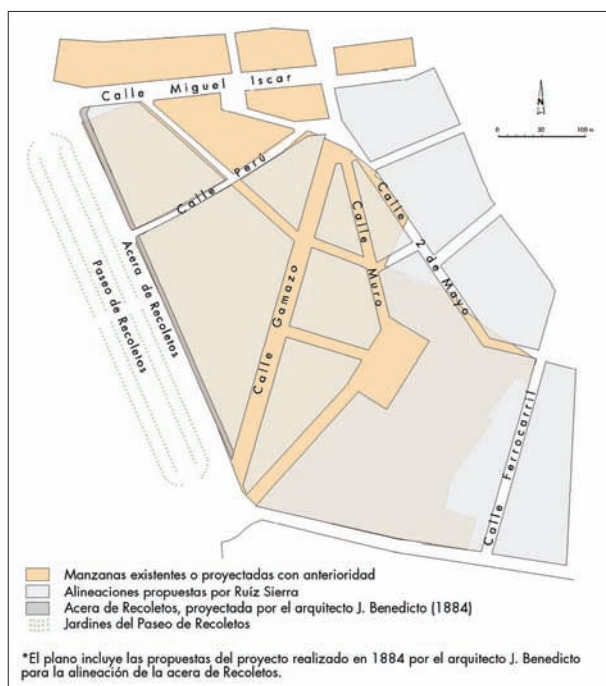 Calle Miguel Iscar
N
0 50 100 m
Calle Perú
Calle 2 de Mayo
Calle Muro
Calle Gamazo
Acera de Recoletos
Paseo de Recoletos
Calle Ferrocarril
Manzanas existentes o proyectadas con anterioridad
Alineaciones propuestas por Ruíz Sierra
Acera de Recoletos, proyectada por el arquitecto J. Benedicto (1884)
Jardines del Paseo de Recoletos
*El plano incluye las propuestas del proyecto realizado en 1884 por el arquitecto J. Benedicto
para la alineación de la acera de Recoletos.